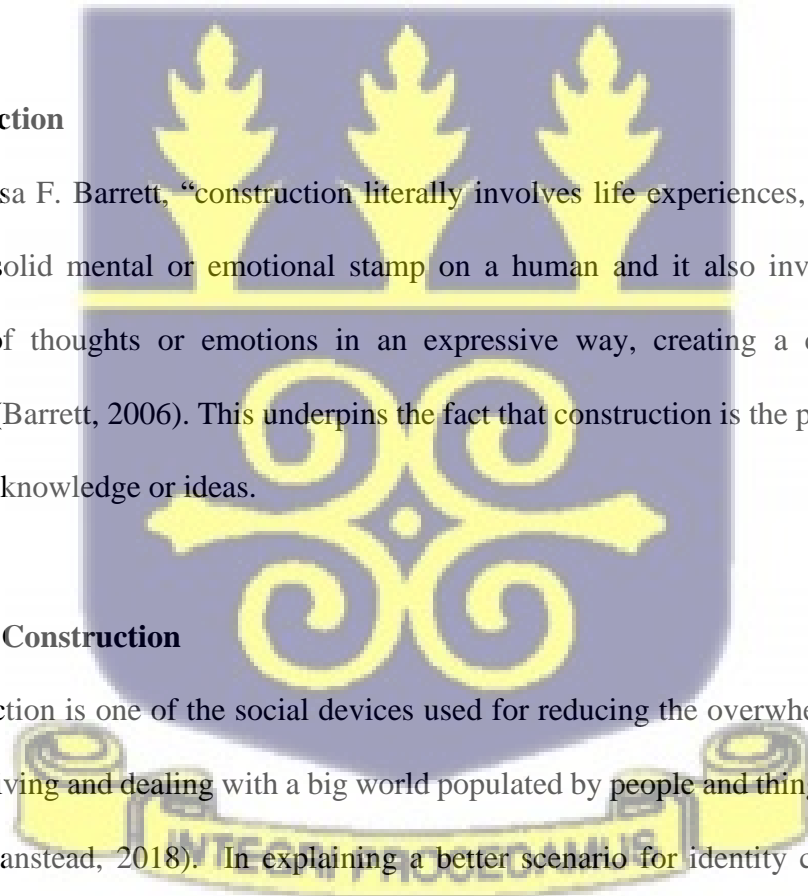 ction
sa F. Barrett, “construction literally involves life experiences,
solid mental or emotional stamp on a human and it also inv
of thoughts or emotions in an expressive way, creating a
(Barrett, 2006). This underpins the fact that construction is the p
knowledge or ideas.
Construction
ction is one of the social devices used for reducing the overwhe
ving and dealing with a big world populated by people and thing
anstead, 2018). In explaining a better scenario for identity c
INTEGRI PROCEDAMUS